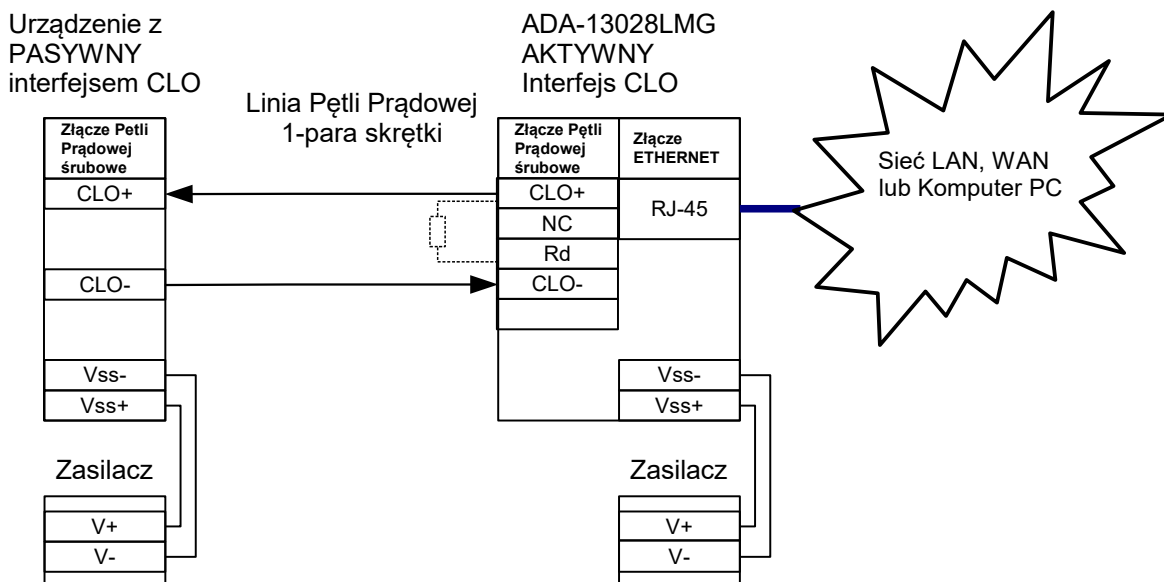 Urządzenie z
PASYWNY
interfejsem CLO
ADA-13028LMG
AKTYWNY
Interfejs CLO
Linia Pętli Prądowej
1-para skrętki
Złącze Petli
Prądowej
śrubowe
CLO+
CLO-
Vss-
Vss+
Zasilacz
V+
V-
Złącze Pętli
Prądowej
śrubowe
CLO+
NC
Rd
CLO-
Złącze
ETHERNET
RJ-45
Vss-
Vss+
Zasilacz
V+
V-
Sieć LAN, WAN
lub Komputer PC